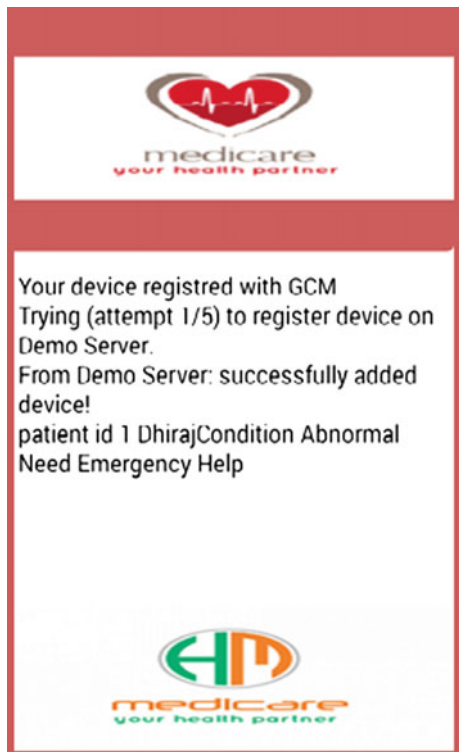 medicare
your health partner
Your device registred with GCM
Trying (attempt 1/5) to register device on
Demo Server.
From Demo Server: successfully added
device!
patient id 1 DhirajCondition Abnormal
Need Emergency Help
HM
medicare
your health partner